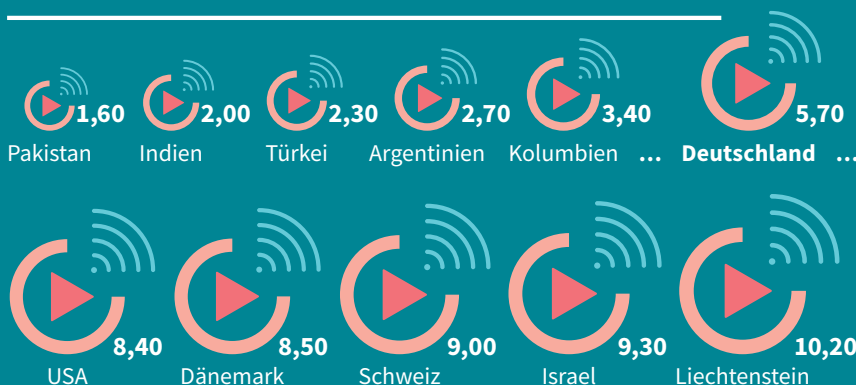 1,60 2,00 2,30 2,70 3,40 5,70
Pakistan Indien Türkei Argentinien Kolumbien ... Deutschland ...
8,40 8,50 9,00 9,30 10,20
USA Dänemark Schweiz Israel Liechtenstein